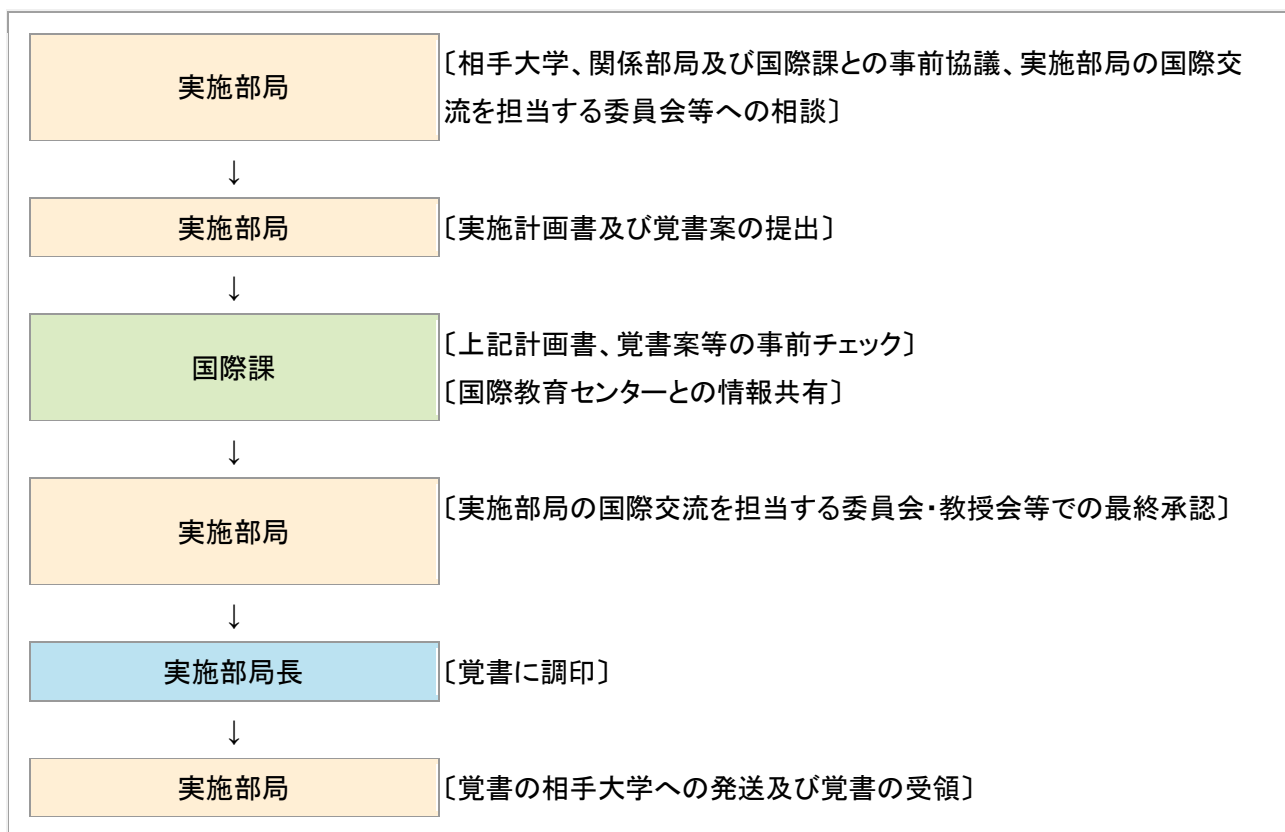 実施部局
〔相手大学、関係部局及び国際課との事前協議、実施部局の国際交
流を担当する委員会等への相談〕
↓
実施部局
〔実施計画書及び覚書案の提出〕
↓
国際課
〔上記計画書、覚書案等の事前チェック〕
〔国際教育センターとの情報共有〕
↓
実施部局
〔実施部局の国際交流を担当する委員会・教授会等での最終承認〕
↓
実施部局長
〔覚書に調印〕
↓
実施部局
〔覚書の相手大学への発送及び覚書の受領〕